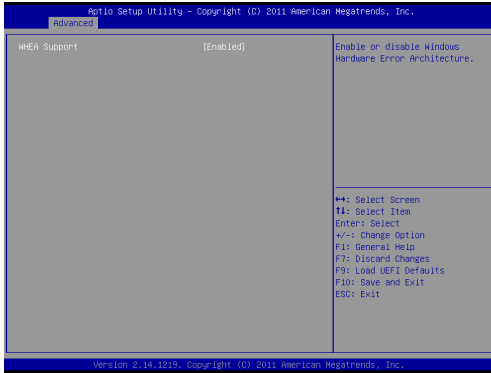 Aptio Setup Utility – Copyright (C) 2011 American Megatrends, Inc.
Advanced
WHEA Support [Enabled]
Enable or disable Windows
Hardware Error Architecture.
↔: Select Screen
↑↓: Select Item
Enter: Select
+/-: Change Option
F1: General Help
F7: Discard Changes
F9: Load UEFI Defaults
F10: Save and Exit
ESC: Exit
Version 2.14.1219. Copyright (C) 2011 American Megatrends, Inc.